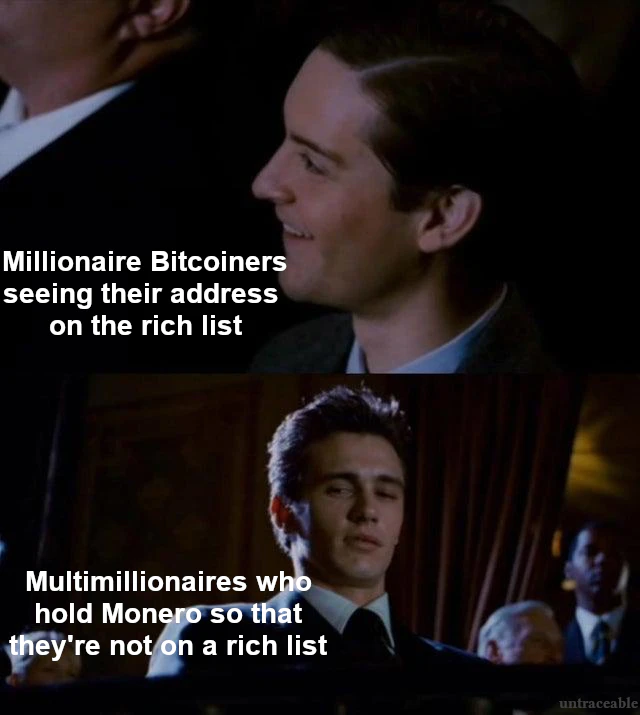 Millionaire Bitcoiners
seeing their address
on the rich list
Multimillionaires who
hold Monero so that
they're not on a rich list
untraceable